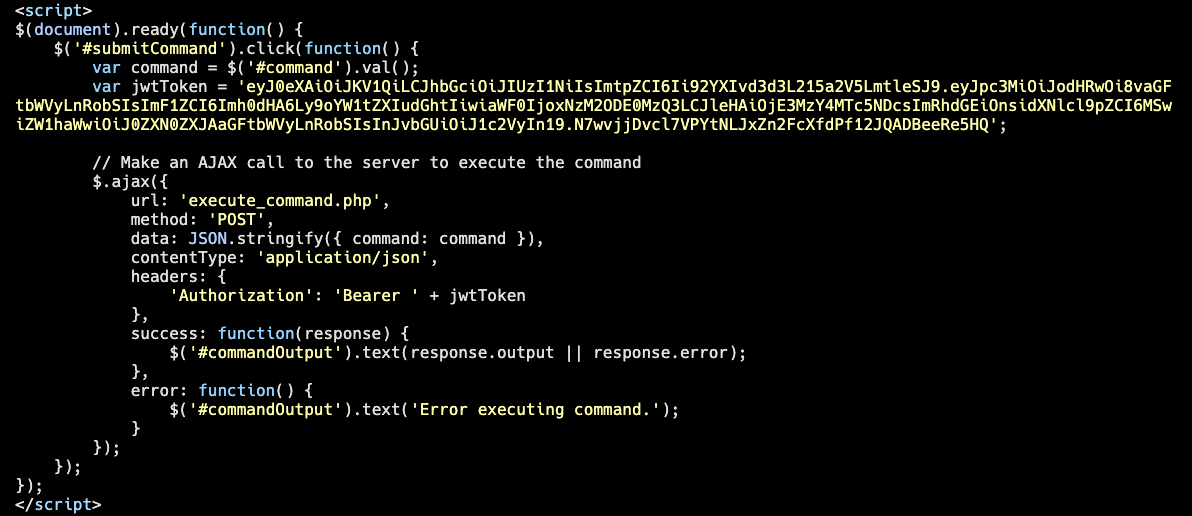 <script>
$(document).ready(function() {
    $('#submitCommand').click(function() {
        var command = $('#command').val();
        var jwtToken = 'eyJ0eXAiOiJKV1QiLCJhbGciOiJIUzI1NiIsImtpZCI6Ii92YXIvd3d3L215a2V5LmtleSJ9.eyJpc3MiOiJodHRwOi8vaGF
tbWVyLnRobSIsImF1ZCI6Imh0dHA6Ly9oYW1tZXIudGhtIiwiaWF0IjoxNzM2ODE0MzQ3LCJleHAiOjE3MzY4MTc5NDcsImRhdGEiOnsidXNlcl9pZCI6MSw
iZW1haWwiOiJ0ZXN0ZXJAaGFtbWVyLnRobSIsInJvbGUiOiJ1c2VyIn19.N7wvjjDvcl7VPYtNLJxZn2FcXfdPf12JQADBeeRe5HQ';

        // Make an AJAX call to the server to execute the command
        $.ajax({
            url: 'execute_command.php',
            method: 'POST',
            data: JSON.stringify({ command: command }),
            contentType: 'application/json',
            headers: {
                'Authorization': 'Bearer ' + jwtToken
            },
            success: function(response) {
                $('#commandOutput').text(response.output || response.error);
            },
            error: function() {
                $('#commandOutput').text('Error executing command.');
            }
        });
    });
});
</script>